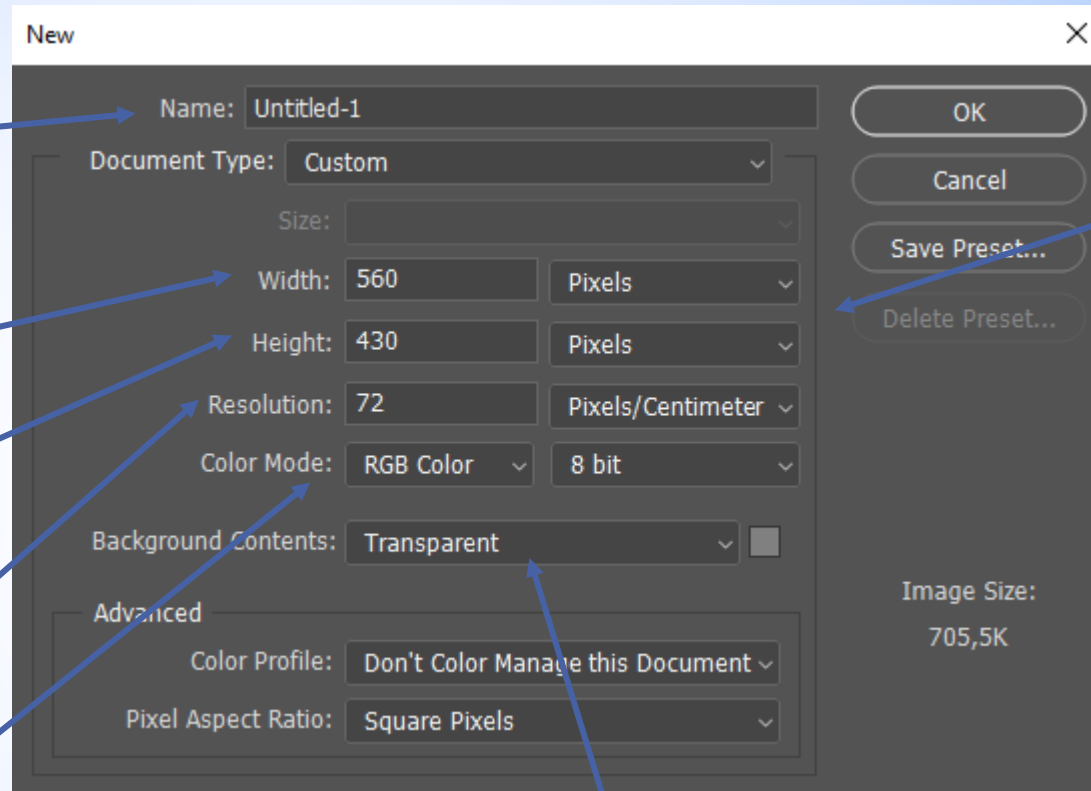 New
Name: Untitled-1
OK
Document Type: Custom
Cancel
Size:
Save Preset...
Width: 560 Pixels
Delete Preset...
Height: 430 Pixels
Resolution: 72 Pixels/Centimeter
Color Mode: RGB Color 8 bit
Background Contents: Transparent
Image Size:
705,5K
Advanced
Color Profile: Don't Color Manage this Document
Pixel Aspect Ratio: Square Pixels